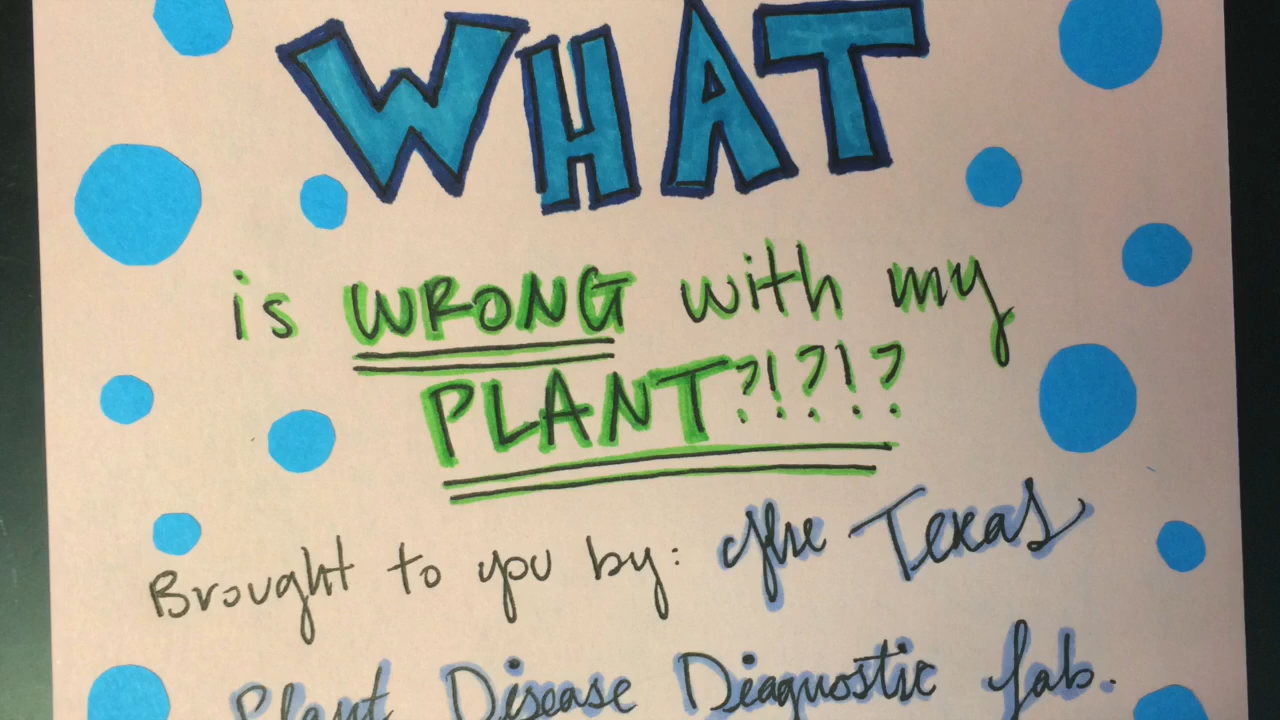 WHAT
is WRONG with my
PLANT?!?!?
Brought to you by: The Texas
Plant Disease Diagnostic Lab.